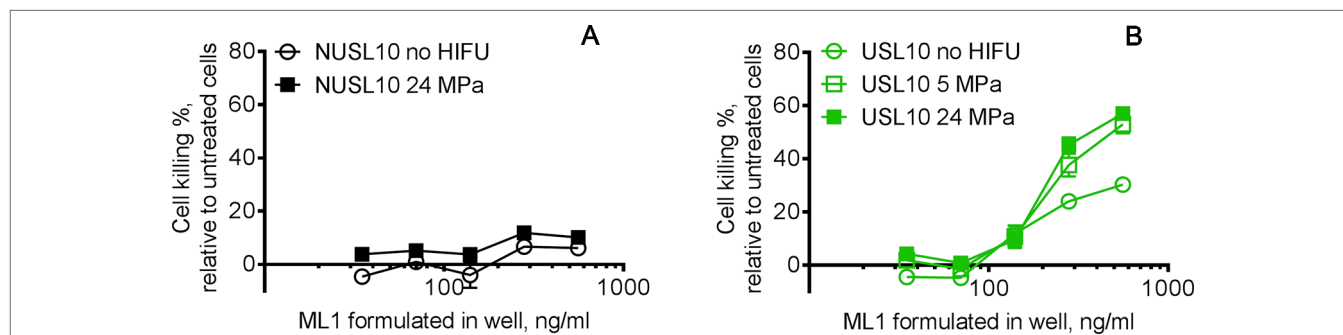 A
NUSL10 no HIFU
NUSL10 24 MPa
Cell killing %,
relative to untreated cells
80
60
40
20
0
100
1000
ML1 formulated in well, ng/ml
B
USL10 no HIFU
USL10 5 MPa
USL10 24 MPa
Cell killing %,
relative to untreated cells
80
60
40
20
0
100
1000
ML1 formulated in well, ng/ml